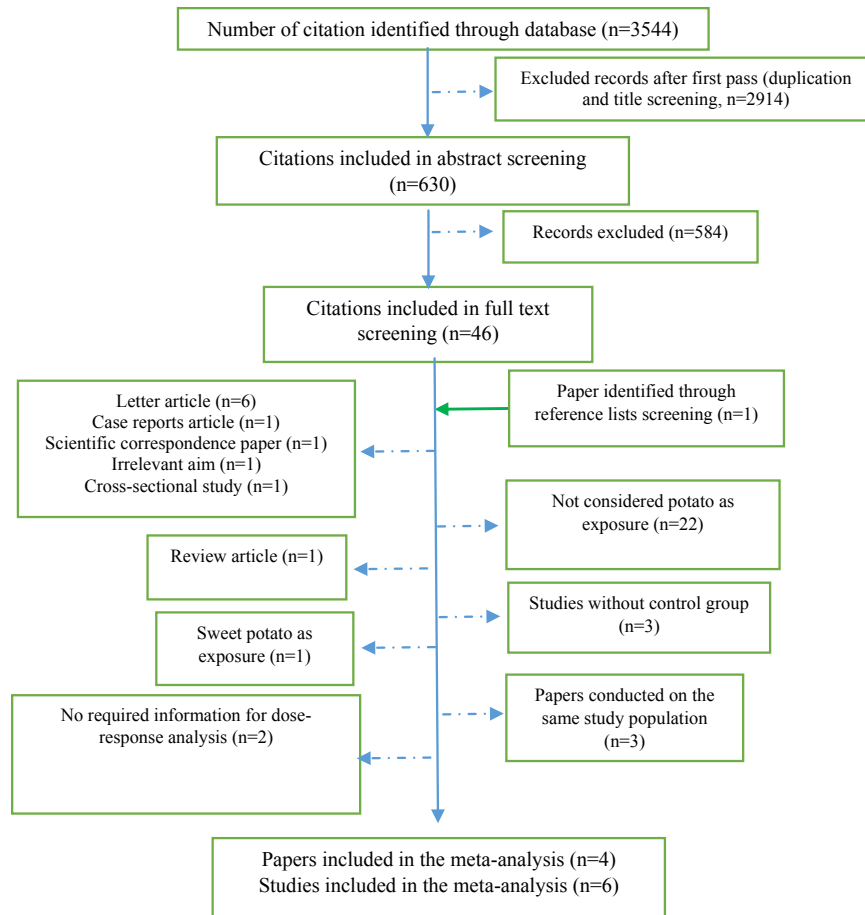 Number of citation identified through database (n=3544)
Excluded records after first pass (duplication
and title screening, n=2914)
Citations included in abstract screening
(n=630)
Records excluded (n=584)
Citations included in full text
screening (n=46)
Letter article (n=6)
Case reports article (n=1)
Scientific correspondence paper (n=1)
Irrelevant aim (n=1)
Cross-sectional study (n=1)
Paper identified through
reference lists screening (n=1)
Not considered potato as
exposure (n=22)
Review article (n=1)
Studies without control group
(n=3)
Sweet potato as
exposure (n=1)
Papers conducted on the
same study population
(n=3)
No required information for dose-
response analysis (n=2)
Papers included in the meta-analysis (n=4)
Studies included in the meta-analysis (n=6)